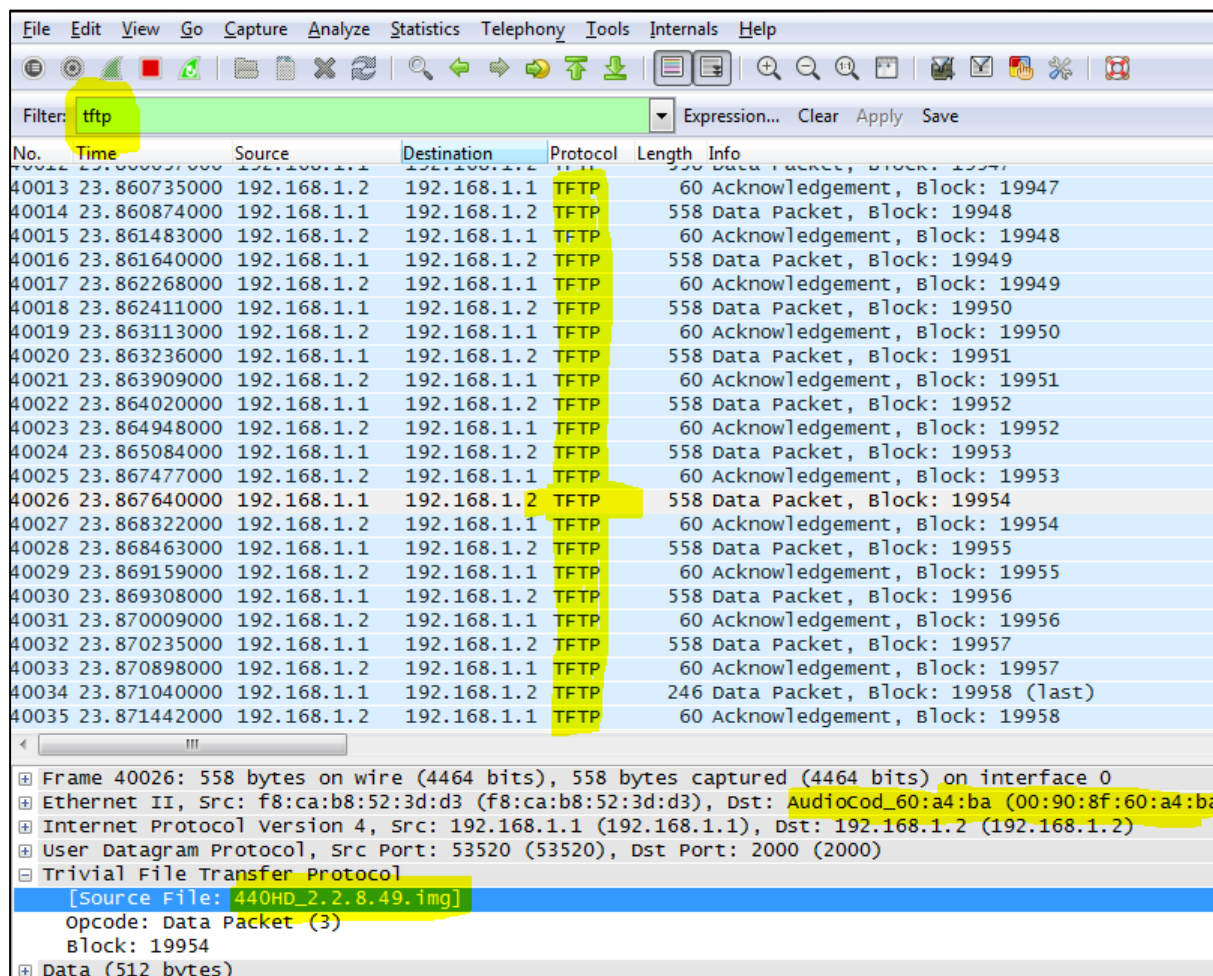 File Edit View Go Capture Analyze Statistics Telephony Tools Internals Help
Filter: tftp Expression... Clear Apply Save
No. Time Source Destination Protocol Length Info
40013 23.860735000 192.168.1.2 192.168.1.1 TFTP 60 Acknowledgement, Block: 19947
40014 23.860874000 192.168.1.1 192.168.1.2 TFTP 558 Data Packet, Block: 19948
40015 23.861483000 192.168.1.2 192.168.1.1 TFTP 60 Acknowledgement, Block: 19948
40016 23.861640000 192.168.1.1 192.168.1.2 TFTP 558 Data Packet, Block: 19949
40017 23.862268000 192.168.1.2 192.168.1.1 TFTP 60 Acknowledgement, Block: 19949
40018 23.862411000 192.168.1.1 192.168.1.2 TFTP 558 Data Packet, Block: 19950
40019 23.863113000 192.168.1.2 192.168.1.1 TFTP 60 Acknowledgement, Block: 19950
40020 23.863236000 192.168.1.1 192.168.1.2 TFTP 558 Data Packet, Block: 19951
40021 23.863909000 192.168.1.2 192.168.1.1 TFTP 60 Acknowledgement, Block: 19951
40022 23.864020000 192.168.1.1 192.168.1.2 TFTP 558 Data Packet, Block: 19952
40023 23.864948000 192.168.1.2 192.168.1.1 TFTP 60 Acknowledgement, Block: 19952
40024 23.865084000 192.168.1.1 192.168.1.2 TFTP 558 Data Packet, Block: 19953
40025 23.867477000 192.168.1.2 192.168.1.1 TFTP 60 Acknowledgement, Block: 19953
40026 23.867640000 192.168.1.1 192.168.1.2 TFTP 558 Data Packet, Block: 19954
40027 23.868322000 192.168.1.2 192.168.1.1 TFTP 60 Acknowledgement, Block: 19954
40028 23.868463000 192.168.1.1 192.168.1.2 TFTP 558 Data Packet, Block: 19955
40029 23.869159000 192.168.1.2 192.168.1.1 TFTP 60 Acknowledgement, Block: 19955
40030 23.869308000 192.168.1.1 192.168.1.2 TFTP 558 Data Packet, Block: 19956
40031 23.870009000 192.168.1.2 192.168.1.1 TFTP 60 Acknowledgement, Block: 19956
40032 23.870235000 192.168.1.1 192.168.1.2 TFTP 558 Data Packet, Block: 19957
40033 23.870898000 192.168.1.2 192.168.1.1 TFTP 60 Acknowledgement, Block: 19957
40034 23.871040000 192.168.1.1 192.168.1.2 TFTP 246 Data Packet, Block: 19958 (last)
40035 23.871442000 192.168.1.2 192.168.1.1 TFTP 60 Acknowledgement, Block: 19958
Frame 40026: 558 bytes on wire (4464 bits), 558 bytes captured (4464 bits) on interface 0
Ethernet II, Src: f8:ca:b8:52:3d:d3 (f8:ca:b8:52:3d:d3), Dst: AudioCod_60:a4:ba (00:90:8f:60:a4:ba
Internet Protocol Version 4, Src: 192.168.1.1 (192.168.1.1), Dst: 192.168.1.2 (192.168.1.2)
User Datagram Protocol, Src Port: 53520 (53520), Dst Port: 2000 (2000)
Trivial File Transfer Protocol
[Source File: 440HD_2.2.8.49.img]
Opcode: Data Packet (3)
Block: 19954
Data (512 bytes)